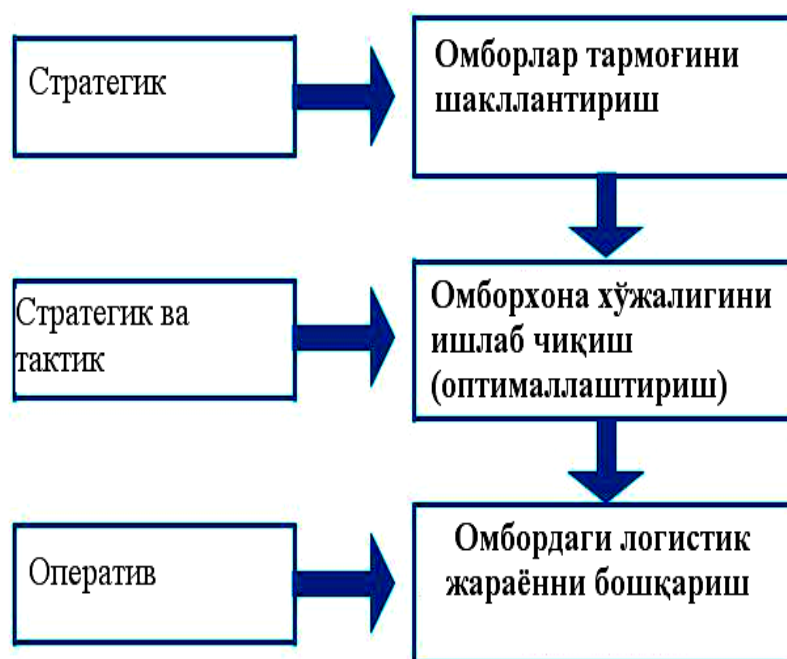 Стратегик
Омборлар тармоғини
шакллантириш
Стратегик ва
тактик
Омборхона хўжалигини
ишлаб чиқиш
(оптималлаштириш)
Оператив
Омбордаги логистик
жараённи бошқариш